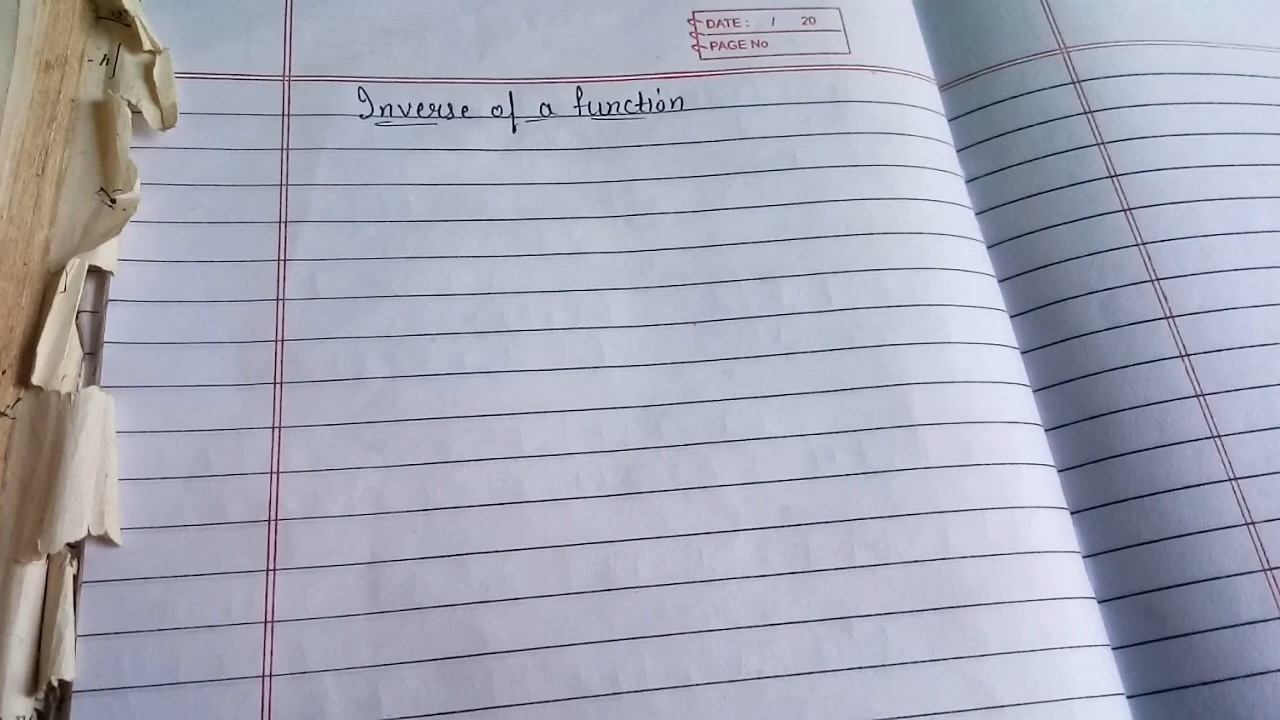 DATE: / 20
PAGE No
Inverse of a function